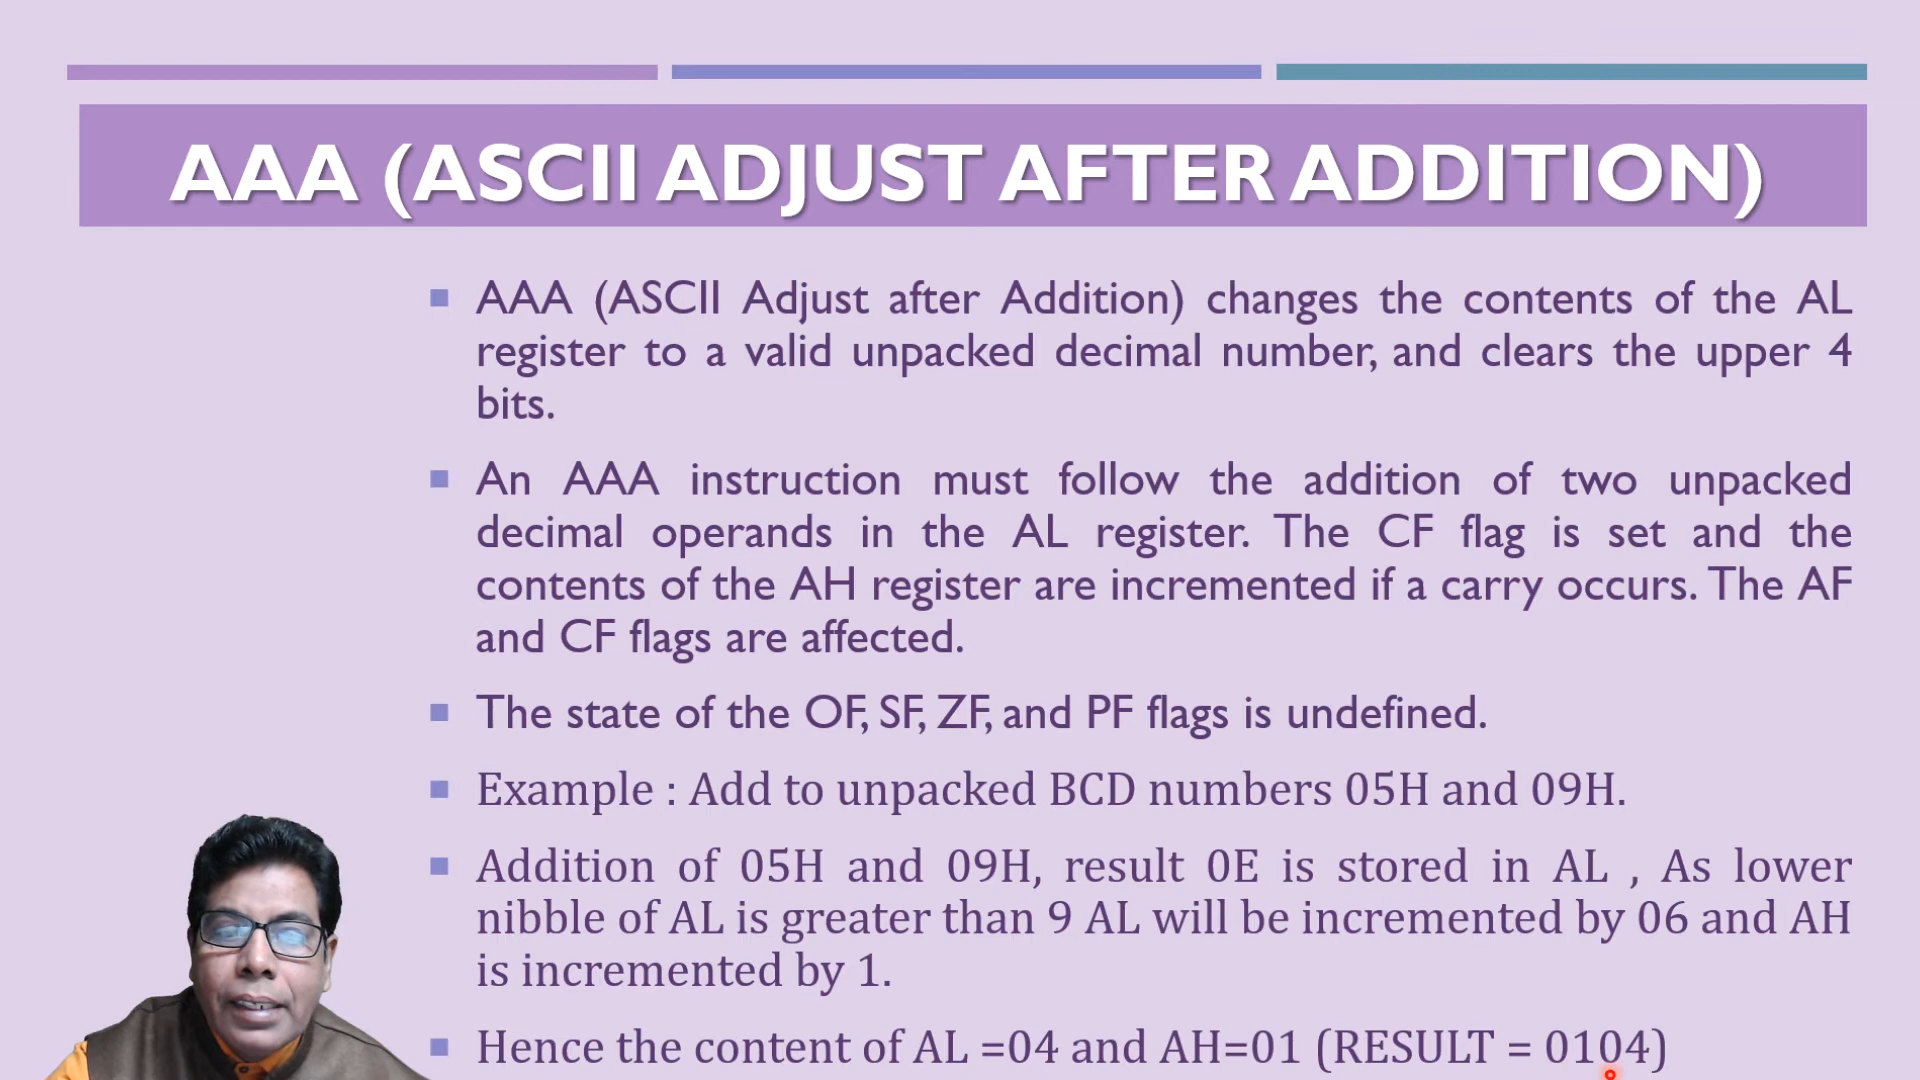 AAA (ASCII ADJUST AFTER ADDITION)
AAA (ASCII Adjust after Addition) changes the contents of the AL
register to a valid unpacked decimal number, and clears the upper 4
bits.
An AAA instruction must follow the addition of two unpacked
decimal operands in the AL register. The CF flag is set and the
contents of the AH register are incremented if a carry occurs. The AF
and CF flags are affected.
The state of the OF, SF, ZF, and PF flags is undefined.
Example : Add to unpacked BCD numbers 05H and 09H.
Addition of 05H and 09H, result 0E is stored in AL , As lower
nibble of AL is greater than 9 AL will be incremented by 06 and AH
is incremented by 1.
Hence the content of AL =04 and AH=01 (RESULT = 0104)